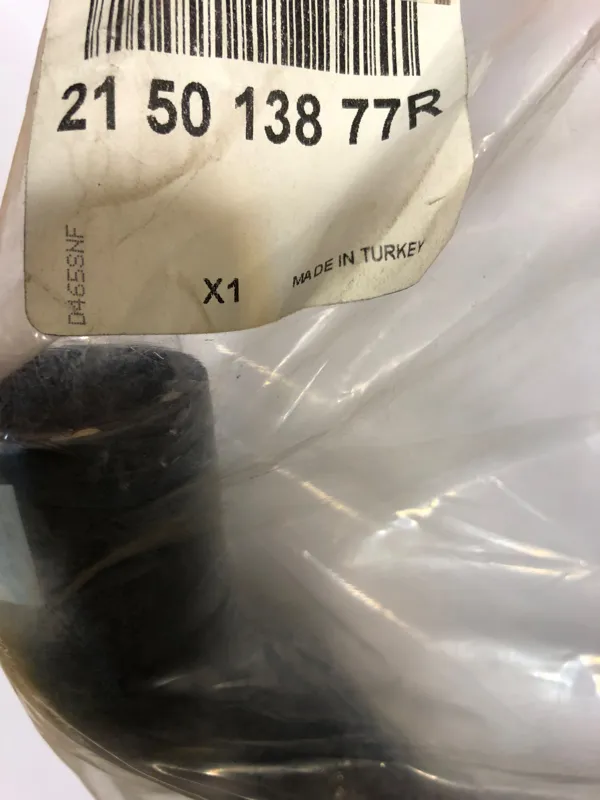 21 50 138 77R
D465SNF
X1
MADE IN TURKEY